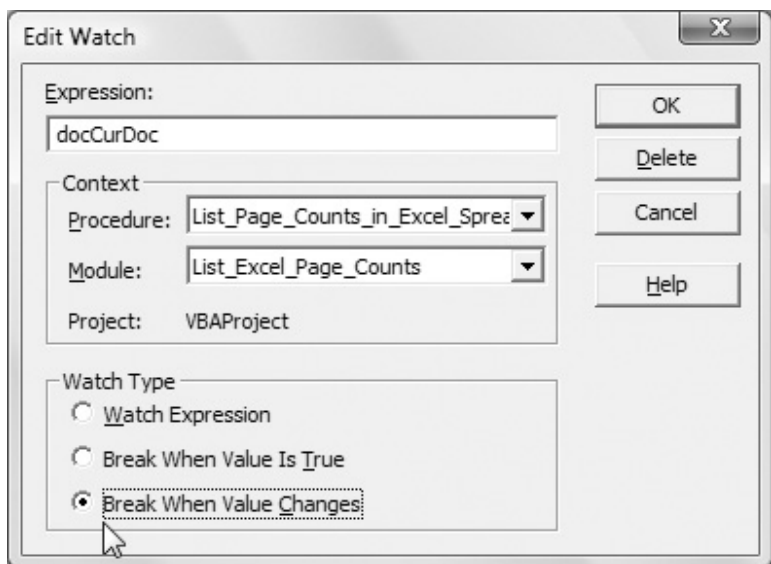 Edit Watch
Expression:
OK
docCurDoc
Delete
Context
Procedure: List_Page_Counts_in_Excel_Sprea
Cancel
Module: List_Excel_Page_Counts
Help
Project: VBAProject
Watch Type
Watch Expression
Break When Value Is True
Break When Value Changes